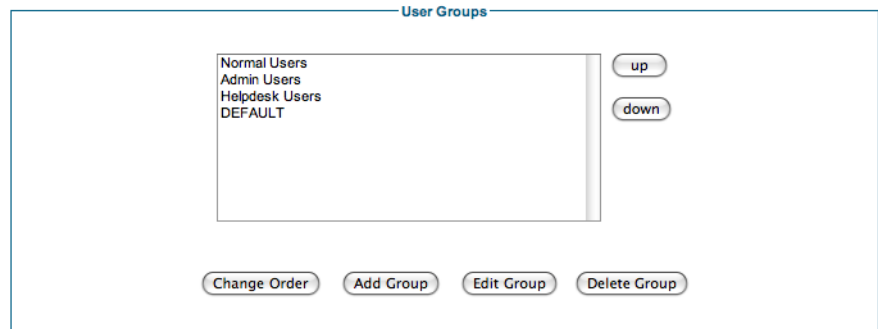 User Groups
Normal Users
Admin Users
Helpdesk Users
DEFAULT
up
down
Change Order
Add Group
Edit Group
Delete Group